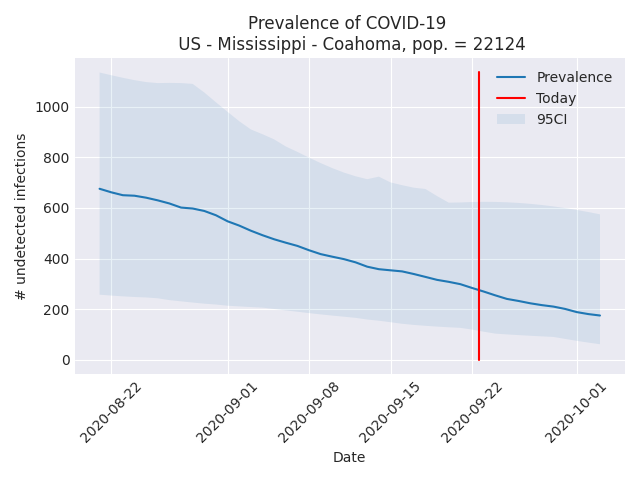 Prevalence of COVID-19
US - Mississippi - Coahoma, pop. = 22124
Prevalence
Today
95CI
# undetected infections
1000
800
600
400
200
0
2020-08-22
2020-09-01
2020-09-08
2020-09-15
2020-09-22
2020-10-01
Date